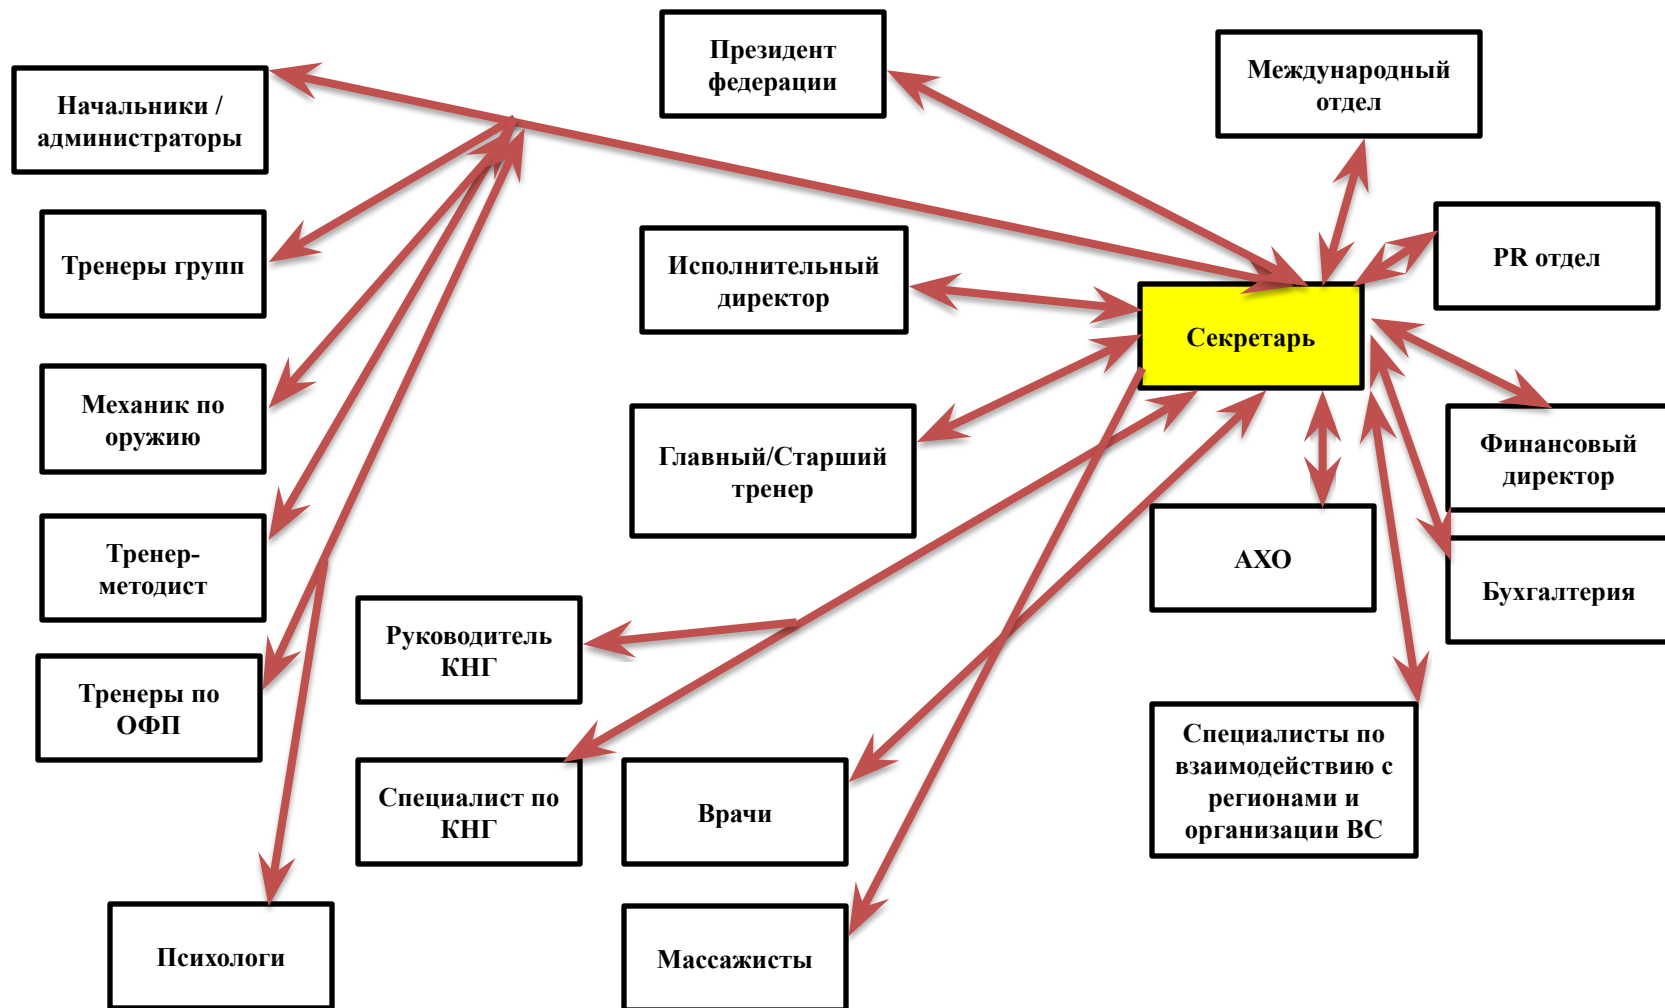 Президент
федерации
Международный
отдел
Начальники /
администраторы
Тренеры групп
Исполнительный
директор
PR отдел
Секретарь
Механик по
оружию
Главный/Старший
тренер
Финансовый
директор
Тренер-
методист
АХО
Бухгалтерия
Руководитель
КНГ
Тренеры по
ОФП
Специалист по
КНГ
Врачи
Специалисты по
взаимодействию с
регионами и
организации ВС
Психологи
Массажисты